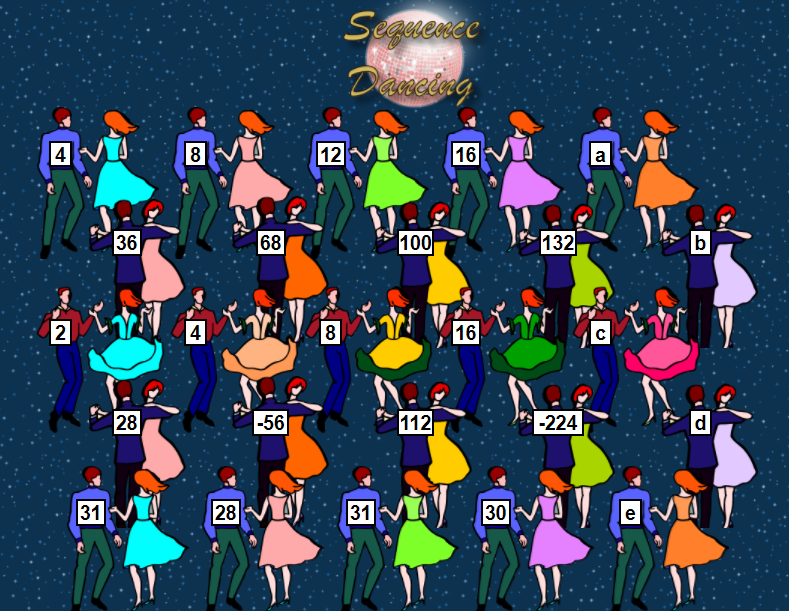 Sequence
Dancing
4 8 12 16 a
36 68 100 132 b
2 4 8 16 c
28 -56 112 -224 d
31 28 31 30 e